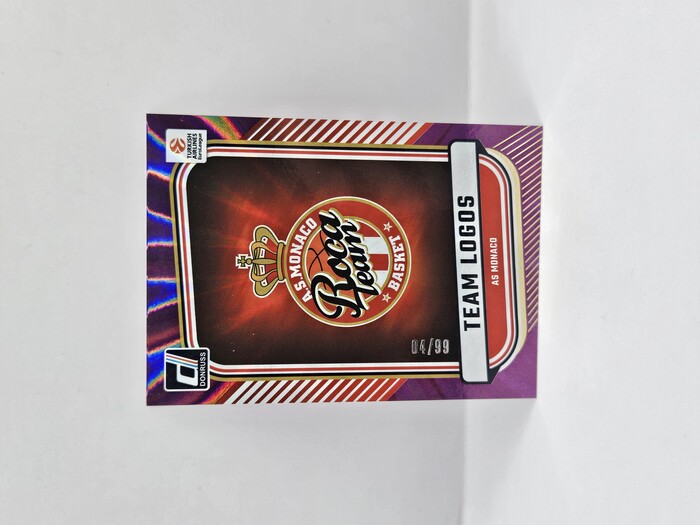 DONRUSS
TURKISH
AIRLINES
EuroLeague
A.S.MONACO
Roca
team
BASKET
04/99
TEAM LOGOS
AS MONACO